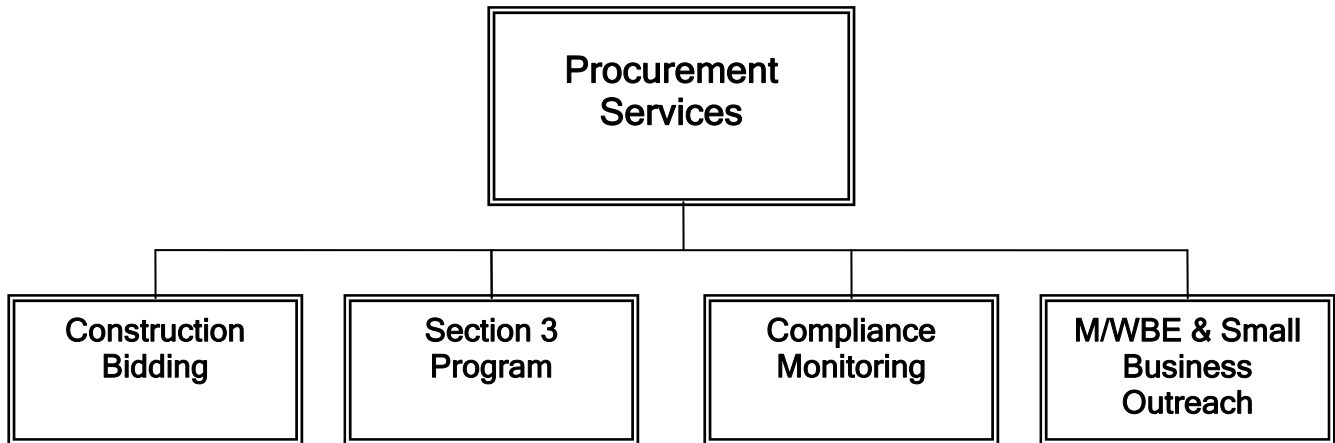 Procurement
Services
Construction
Bidding
Section 3
Program
Compliance
Monitoring
M/WBE & Small
Business
Outreach